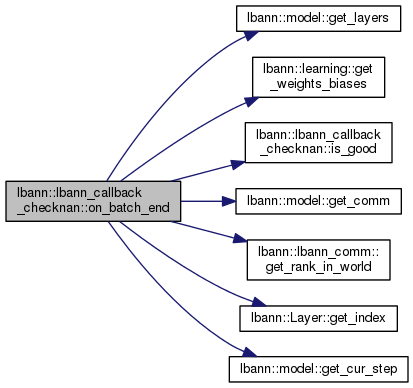 lbann::model::get_layers
lbann::learning::get
_weights_biases
lbann::lbann_callback
_checknan::is_good
lbann::lbann_callback
_checknan::on_batch_end
lbann::model::get_comm
lbann::lbann_comm::
get_rank_in_world
lbann::Layer::get_index
lbann::model::get_cur_step